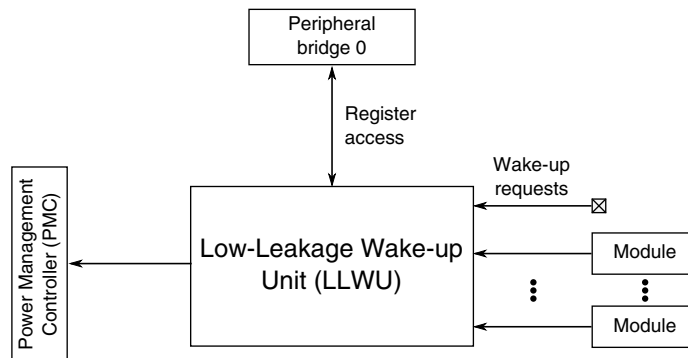 Peripheral
bridge 0
Register
access
Wake-up
requests
Power Management
Controller (PMC)
Low-Leakage Wake-up
Unit (LLWU)
Module
Module